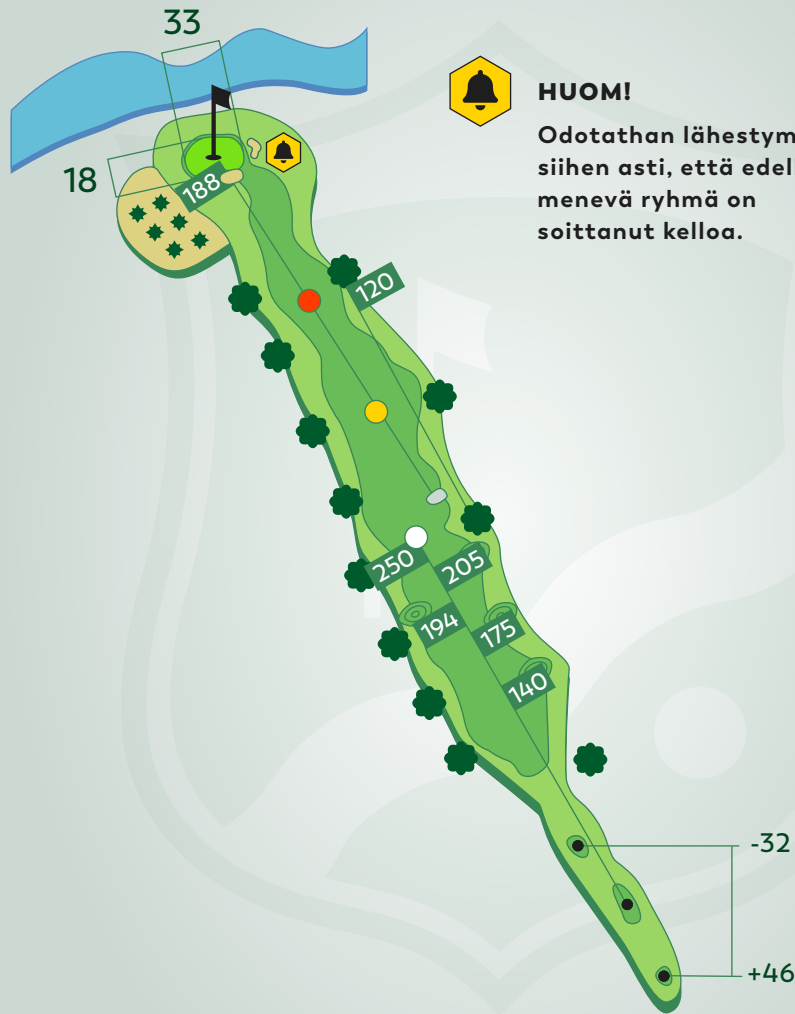 33
HUOM!
Odotathan lähestym
siihen asti, että edel
menevä ryhmä on
soittanut kelloa.
18
188
120
250
205
194
175
140
-32
+46